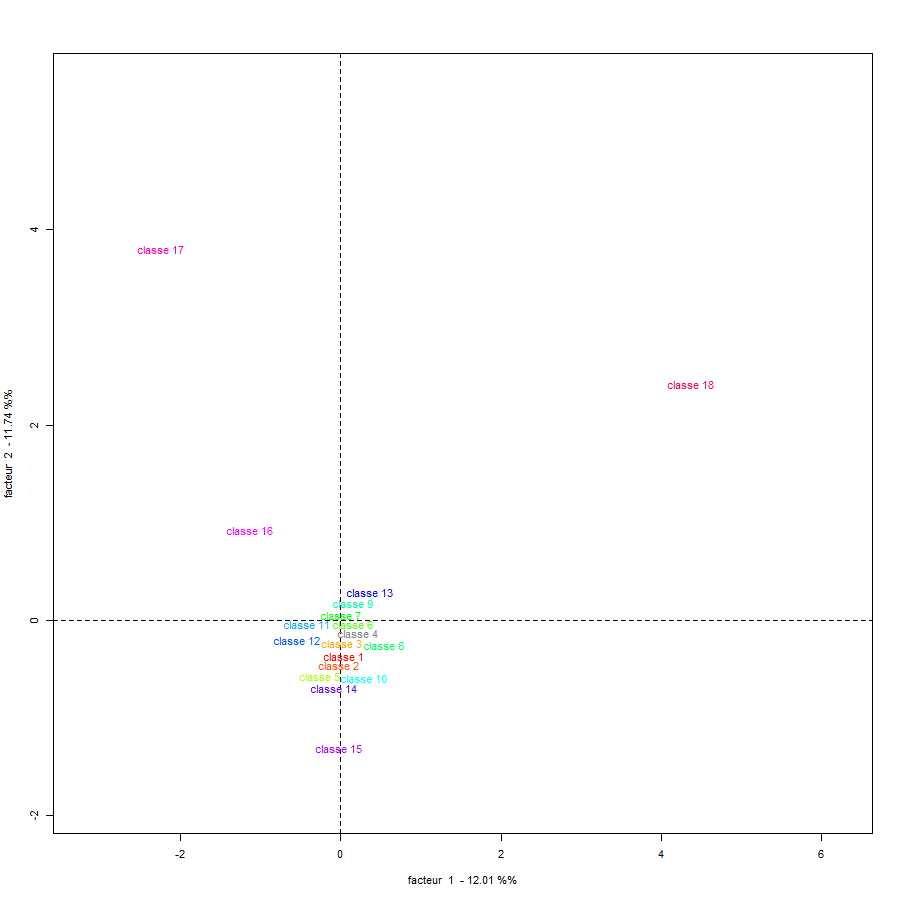 4
classe 17
classe 18
2
facteur  2  - 11.74 %%
classe 16
classe 13
classe 9
classe 7
0
classe 11
classe 6
classe 4
classe 12
classe 3
classe 8
classe 1
classe 2
classe 5
classe 10
classe 14
classe 15
-2
-2
0
2
4
6
facteur  1  - 12.01 %%